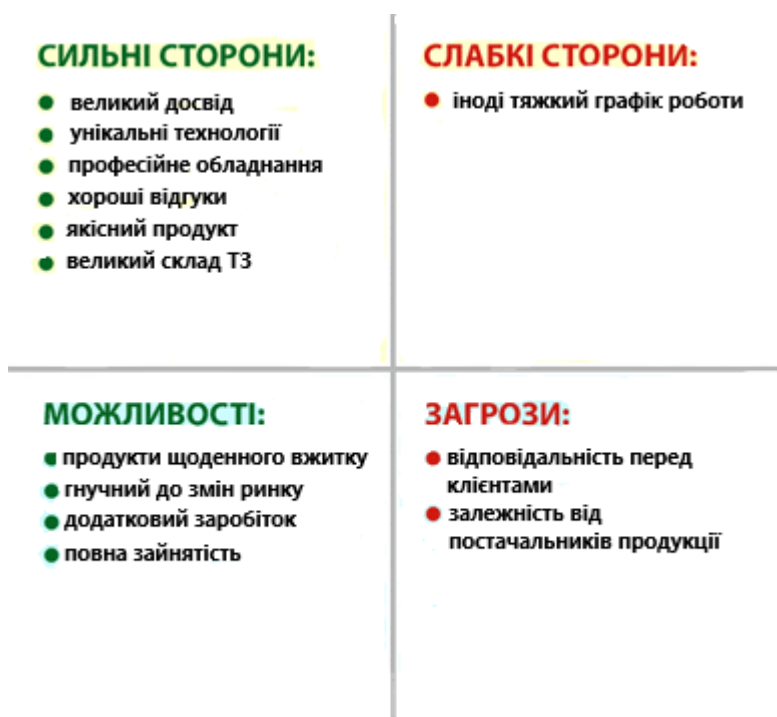 СИЛЬНІ СТОРОНИ:
великий досвід
унікальні технології
професійне обладнання
хороші відгуки
якісний продукт
великий склад ТЗ
СЛАБКІ СТОРОНИ:
іноді тяжкий графік роботи
МОЖЛИВОСТІ:
продукти щоденного вжитку
гнучний до змін ринку
додатковий заробіток
повна зайнятість
ЗАГРОЗИ:
відповідальність перед
клієнтами
залежність від
постачальників продукції